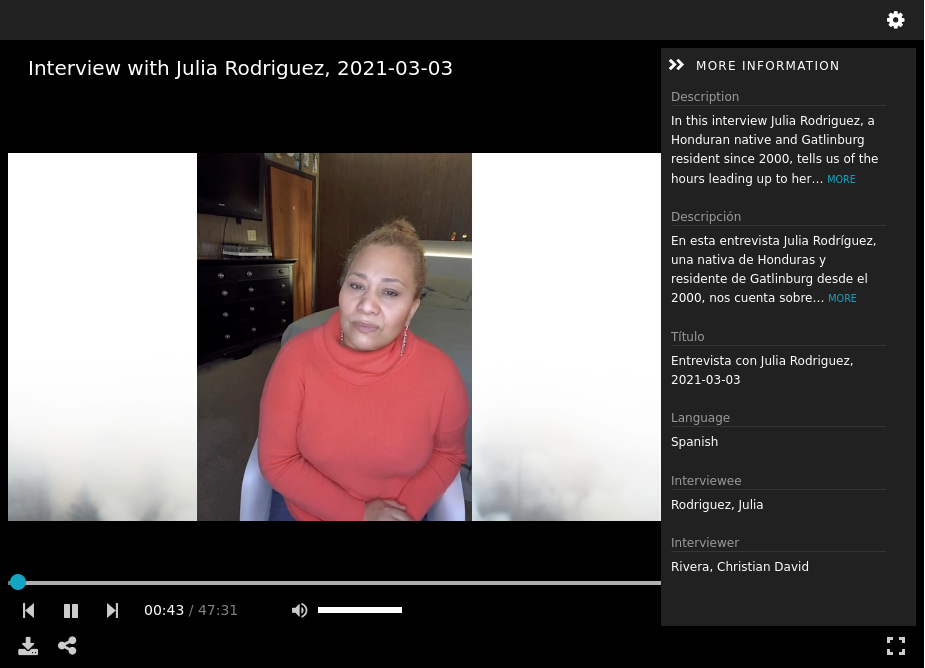 Interview with Julia Rodriguez, 2021-03-03
MORE INFORMATION
Description
In this interview Julia Rodriguez, a
Honduran native and Gatlinburg
resident since 2000, tells us of the
hours leading up to her... MORE
Descripción
En esta entrevista Julia Rodríguez,
una nativa de Honduras y
residente de Gatlinburg desde el
2000, nos cuenta sobre... MORE
Título
Entrevista con Julia Rodriguez,
2021-03-03
Language
Spanish
Interviewee
Rodriguez, Julia
Interviewer
Rivera, Christian David
00:43 / 47:31